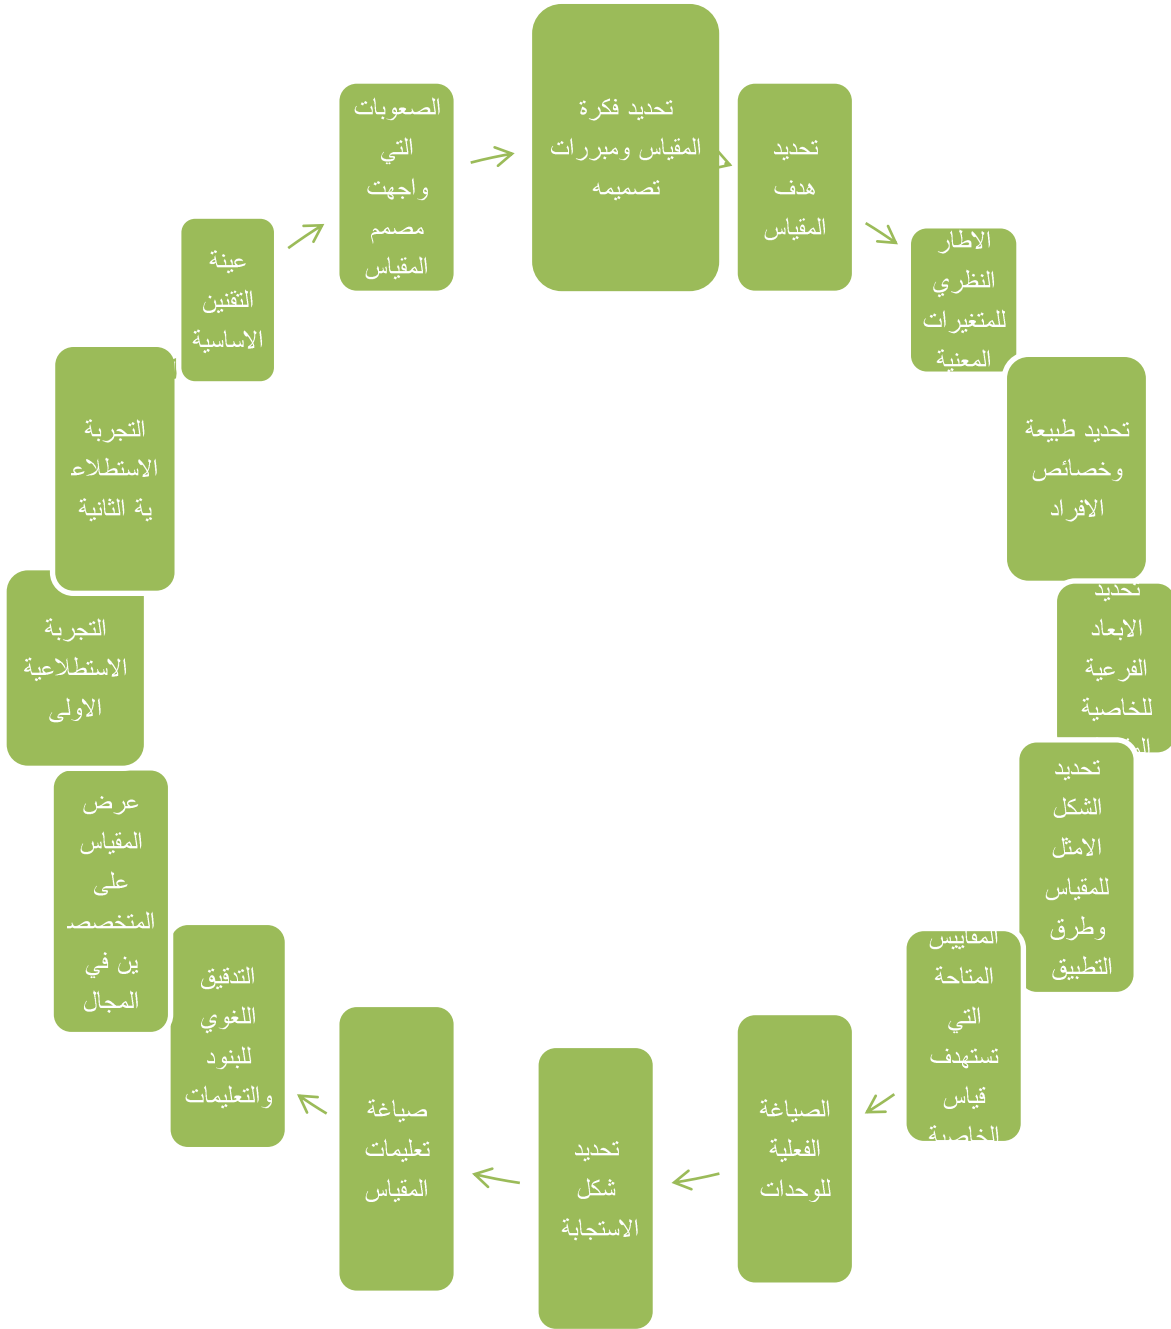 تحديد فكرة
المقياس ومبررات
تصميمه
تحديد
هدف
المقياس
الاطار
النظري
للمتغيرات
المعنية
تحديد طبيعة
وخصائص
الافراد
تحديد
الابعاد
الفرعية
للخاصية
تحديد
الشكل
الامثل
للمقياس
وطرق
التطبيق
المقاييس
المتاحة
التي
تستهدف
قياس
الخاصية
الصياغة
الفعلية
للوحدات
تحديد
شكل
الاستجابة
صياغة
تعليمات
المقياس
التدقيق
اللغوي
للبنود
والتعليمات
عرض
المقياس
على
المتخصصـ
ين في
المجال
التجربة
الاستطلاعية
الاولى
التجربة
الاستطلاعـ
ية الثانية
عينة
التقنين
الاساسية
الصعوبات
التي
واجهت
مصمم
المقياس